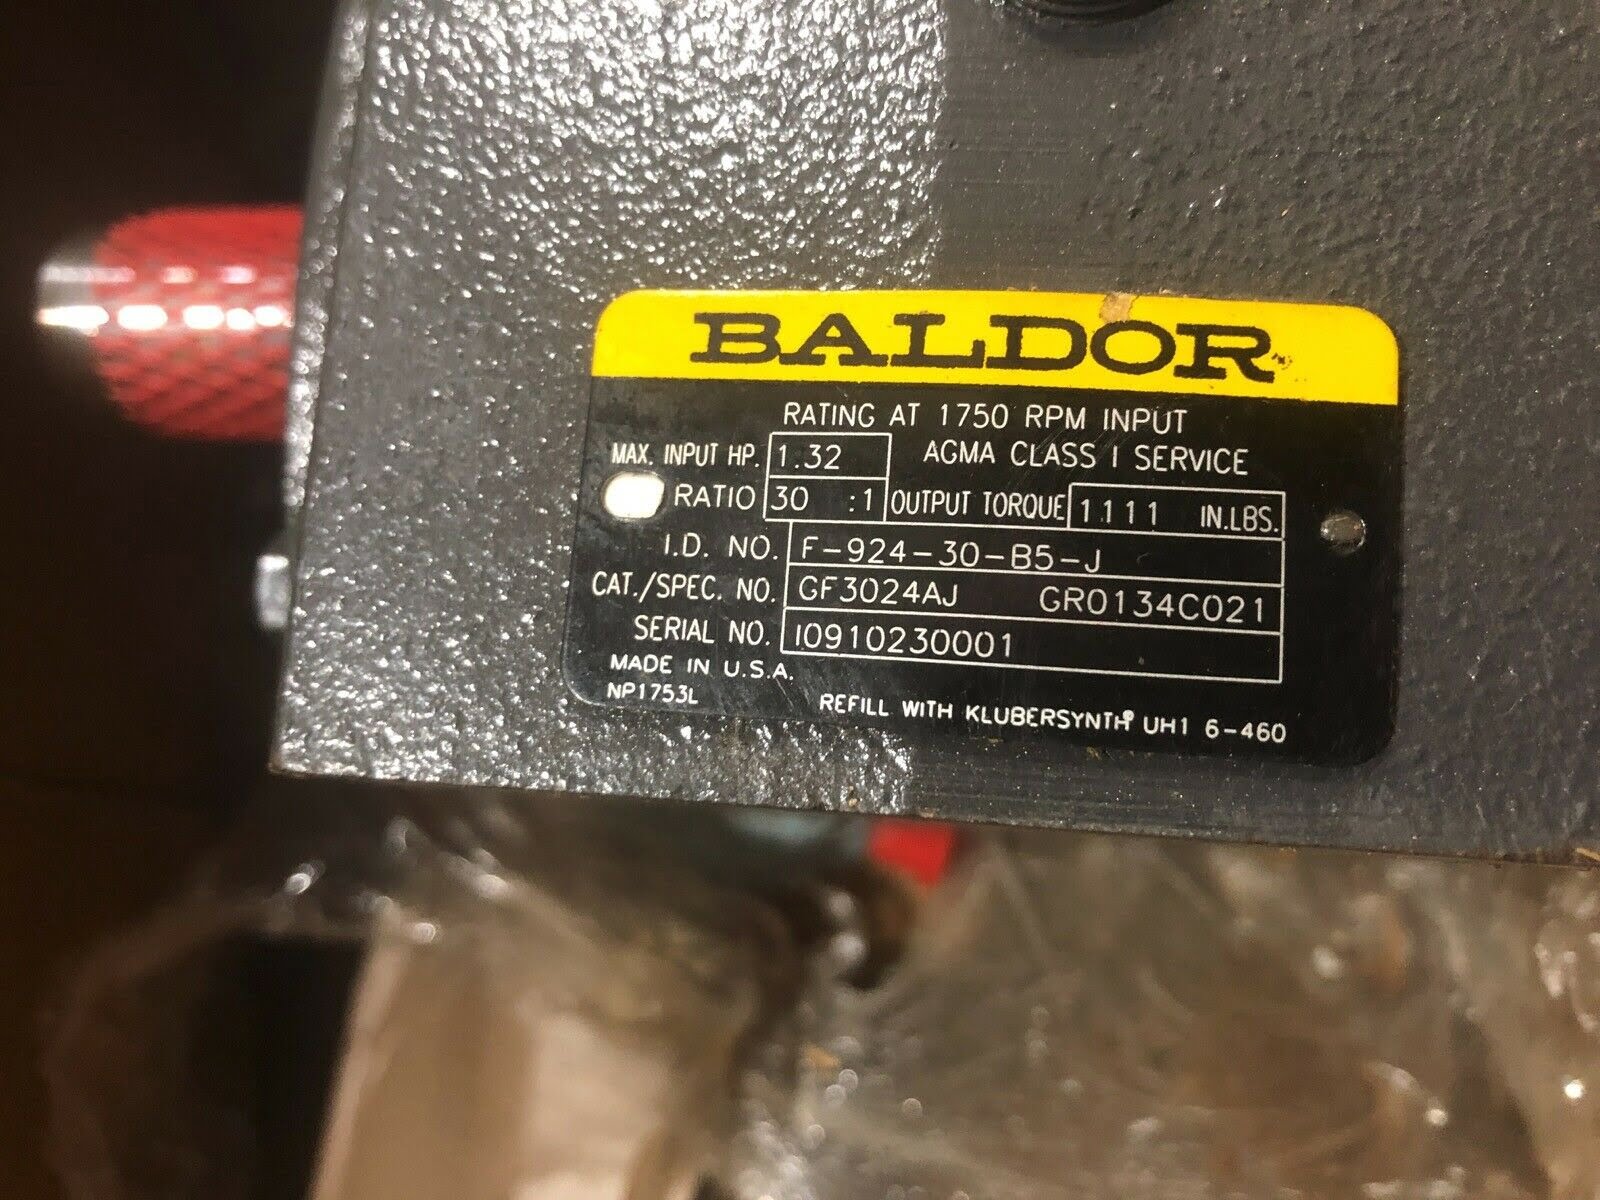 BALDOR
RATING AT 1750 RPM INPUT
MAX. INPUT HP. 1.32 AGMA CLASS I SERVICE
RATIO 30 :1 OUTPUT TORQUE 1111 IN.LBS.
I.D. NO. F-924-30-B5-J
CAT./SPEC. NO. GF3024AJ GR0134C021
SERIAL NO. I0910230001
MADE IN U.S.A.
NP1753L REFILL WITH KLUBERSYNTH® UH1 6-460